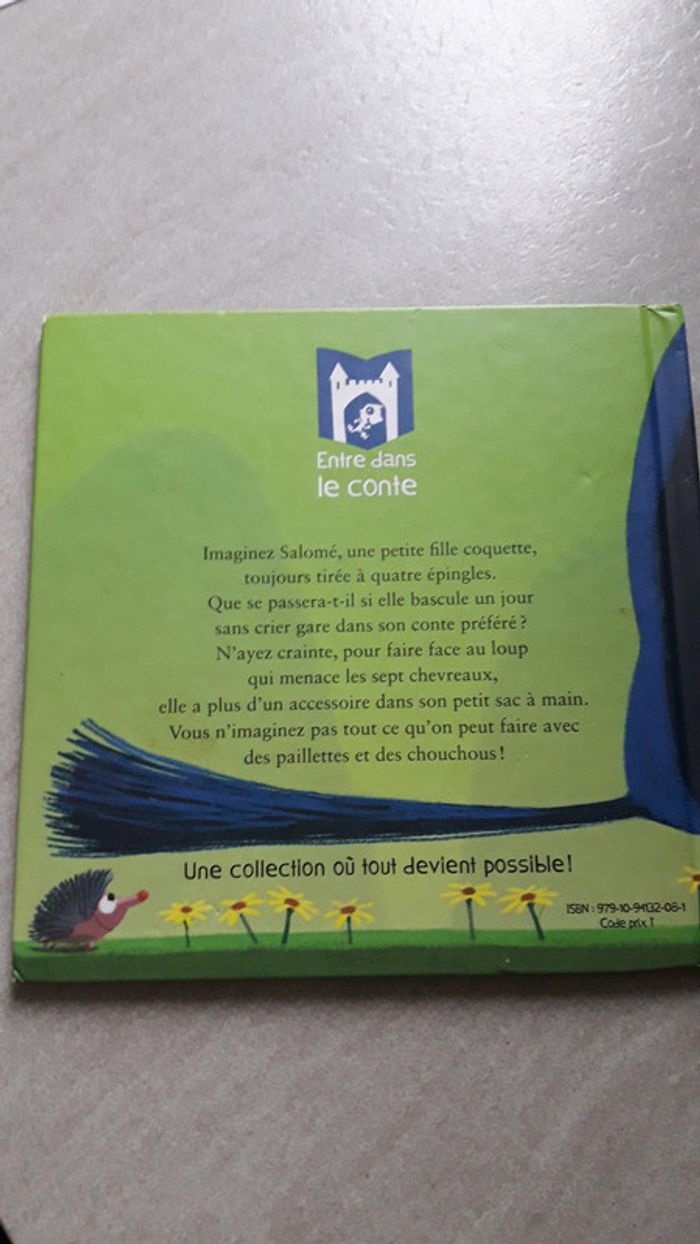 Entre dans
le conte
Imaginez Salomé, une petite fille coquette,
toujours tirée à quatre épingles.
Que se passera-t-il si elle bascule un jour
sans crier gare dans son conte préféré ?
N'ayez crainte, pour faire face au loup
qui menace les sept chevreaux,
elle a plus d'un accessoire dans son petit sac à main.
Vous n'imaginez pas tout ce qu'on peut faire avec
des paillettes et des chouchous !
Une collection où tout devient possible !
ISBN : 979-10-94132-08-1
Code prix 1